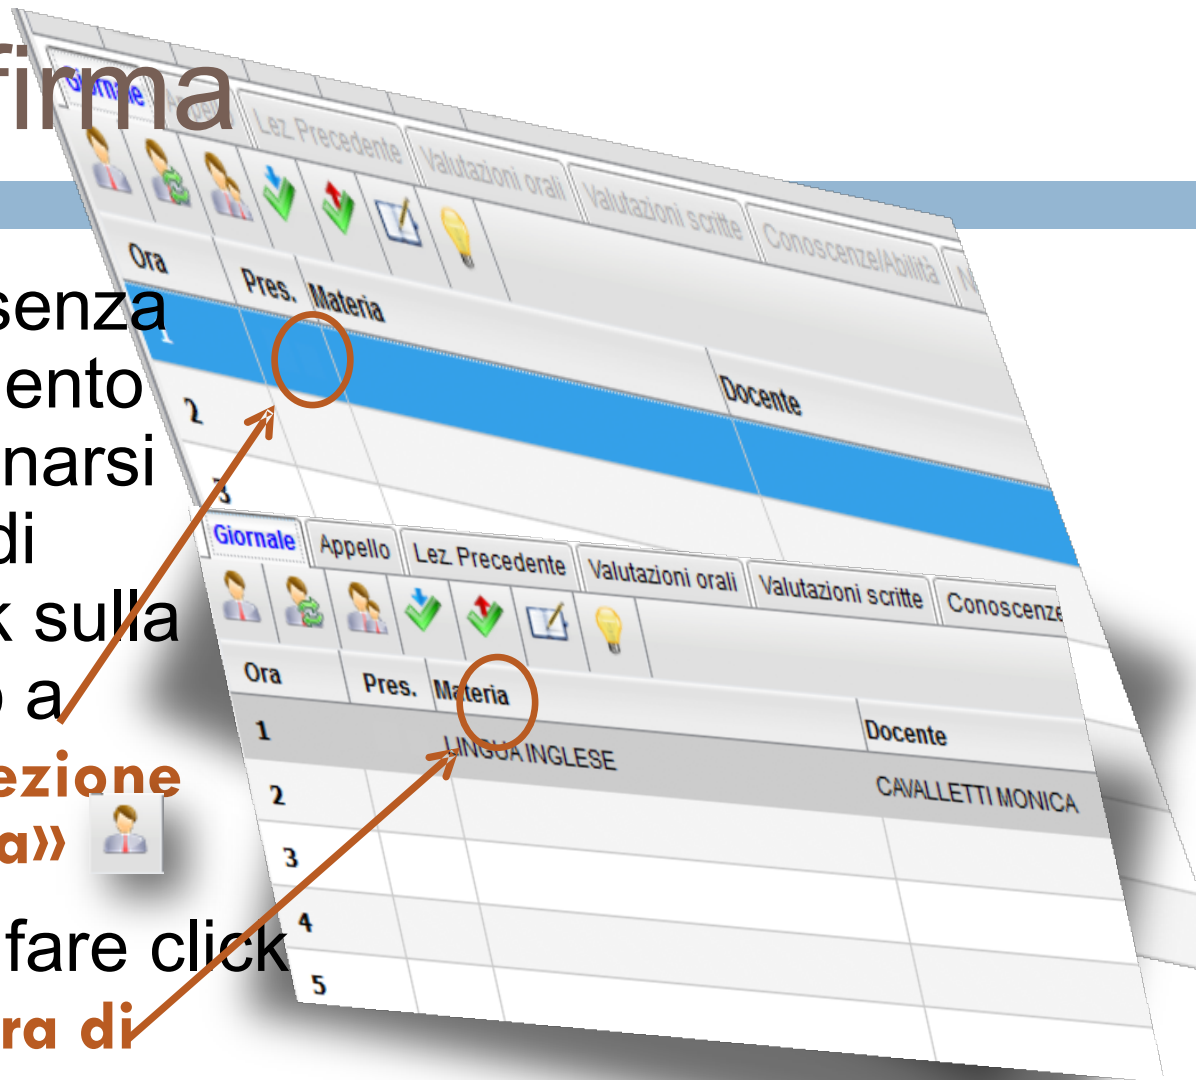 firma
senza
ento
narsi
di
k sulla
o a
ezione
a»
fare click
ra di
Giornale Appello Lez. Precedente Valutazioni orali Valutazioni scritte Conoscenze/Abilità N
Ora Pres. Materia Docente
1
2
3
Giornale Appello Lez. Precedente Valutazioni orali Valutazioni scritte Conoscenze
Ora Pres. Materia Docente
1 LINGUA INGLESE CAVALLETTI MONICA
2
3
4
5